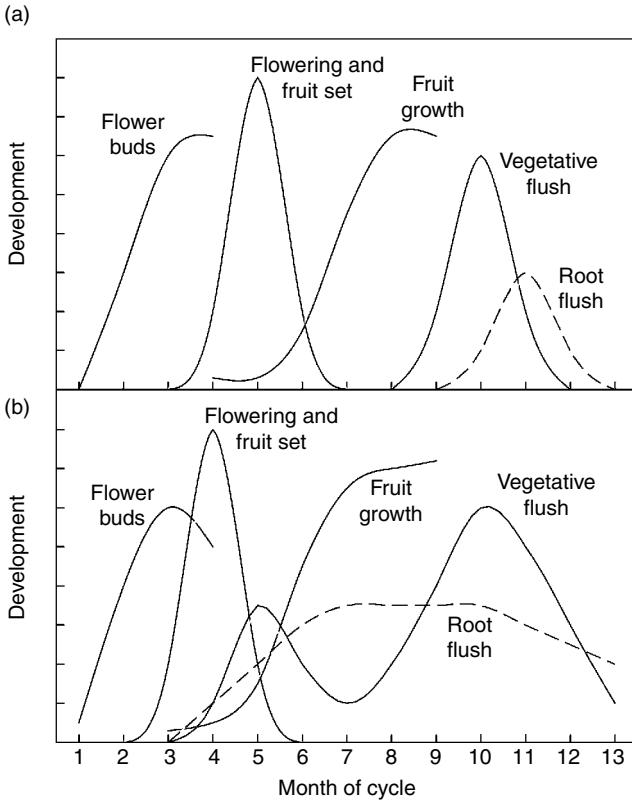 (a)
Flowering and
fruit set
Fruit
growth
Flower
buds
Vegetative
flush
Root
flush
Development
(b)
Flowering and
fruit set
Flower
buds
Fruit
growth
Vegetative
flush
Root
flush
Development
1 2 3 4 5 6 7 8 9 10 11 12 13
Month of cycle